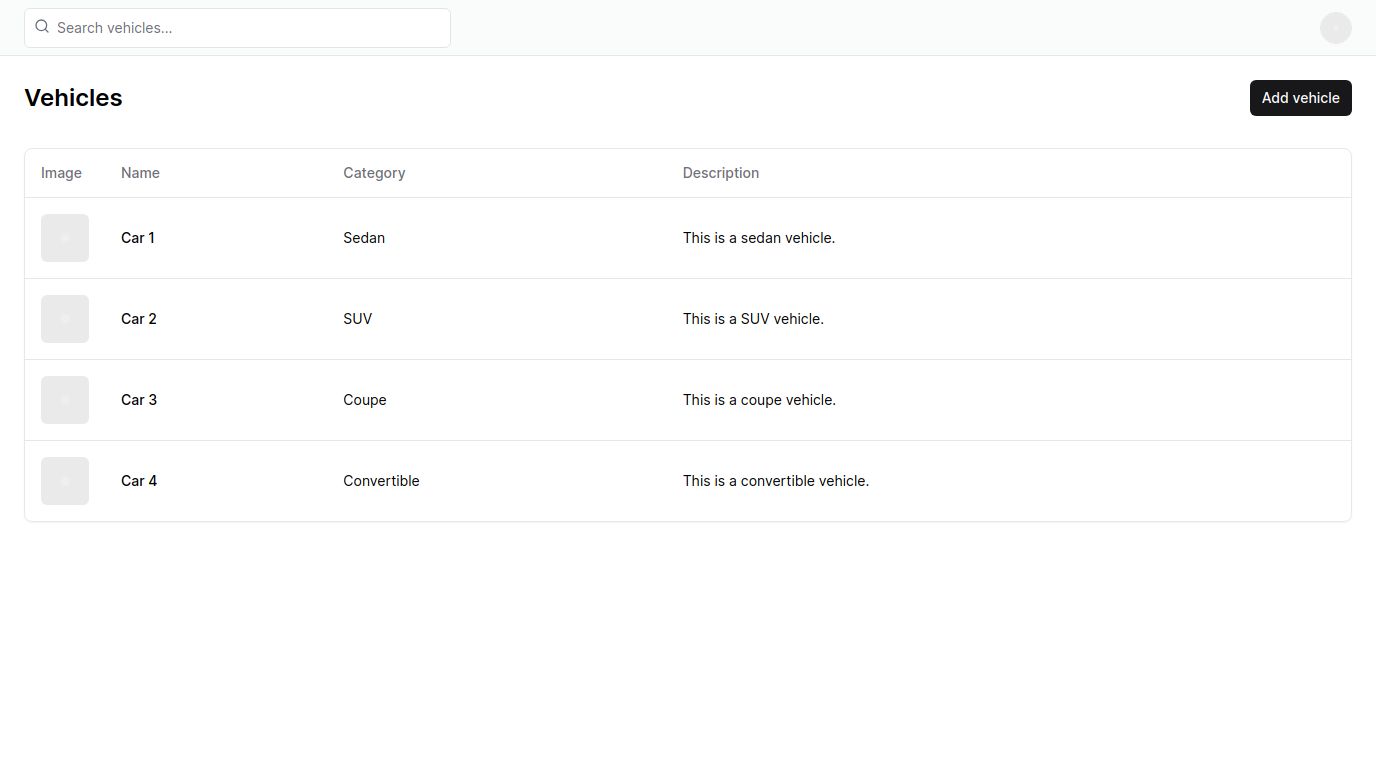 Search vehicles...
Vehicles
Add vehicle
Image Name Category Description
Car 1 Sedan This is a sedan vehicle.
Car 2 SUV This is a SUV vehicle.
Car 3 Coupe This is a coupe vehicle.
Car 4 Convertible This is a convertible vehicle.